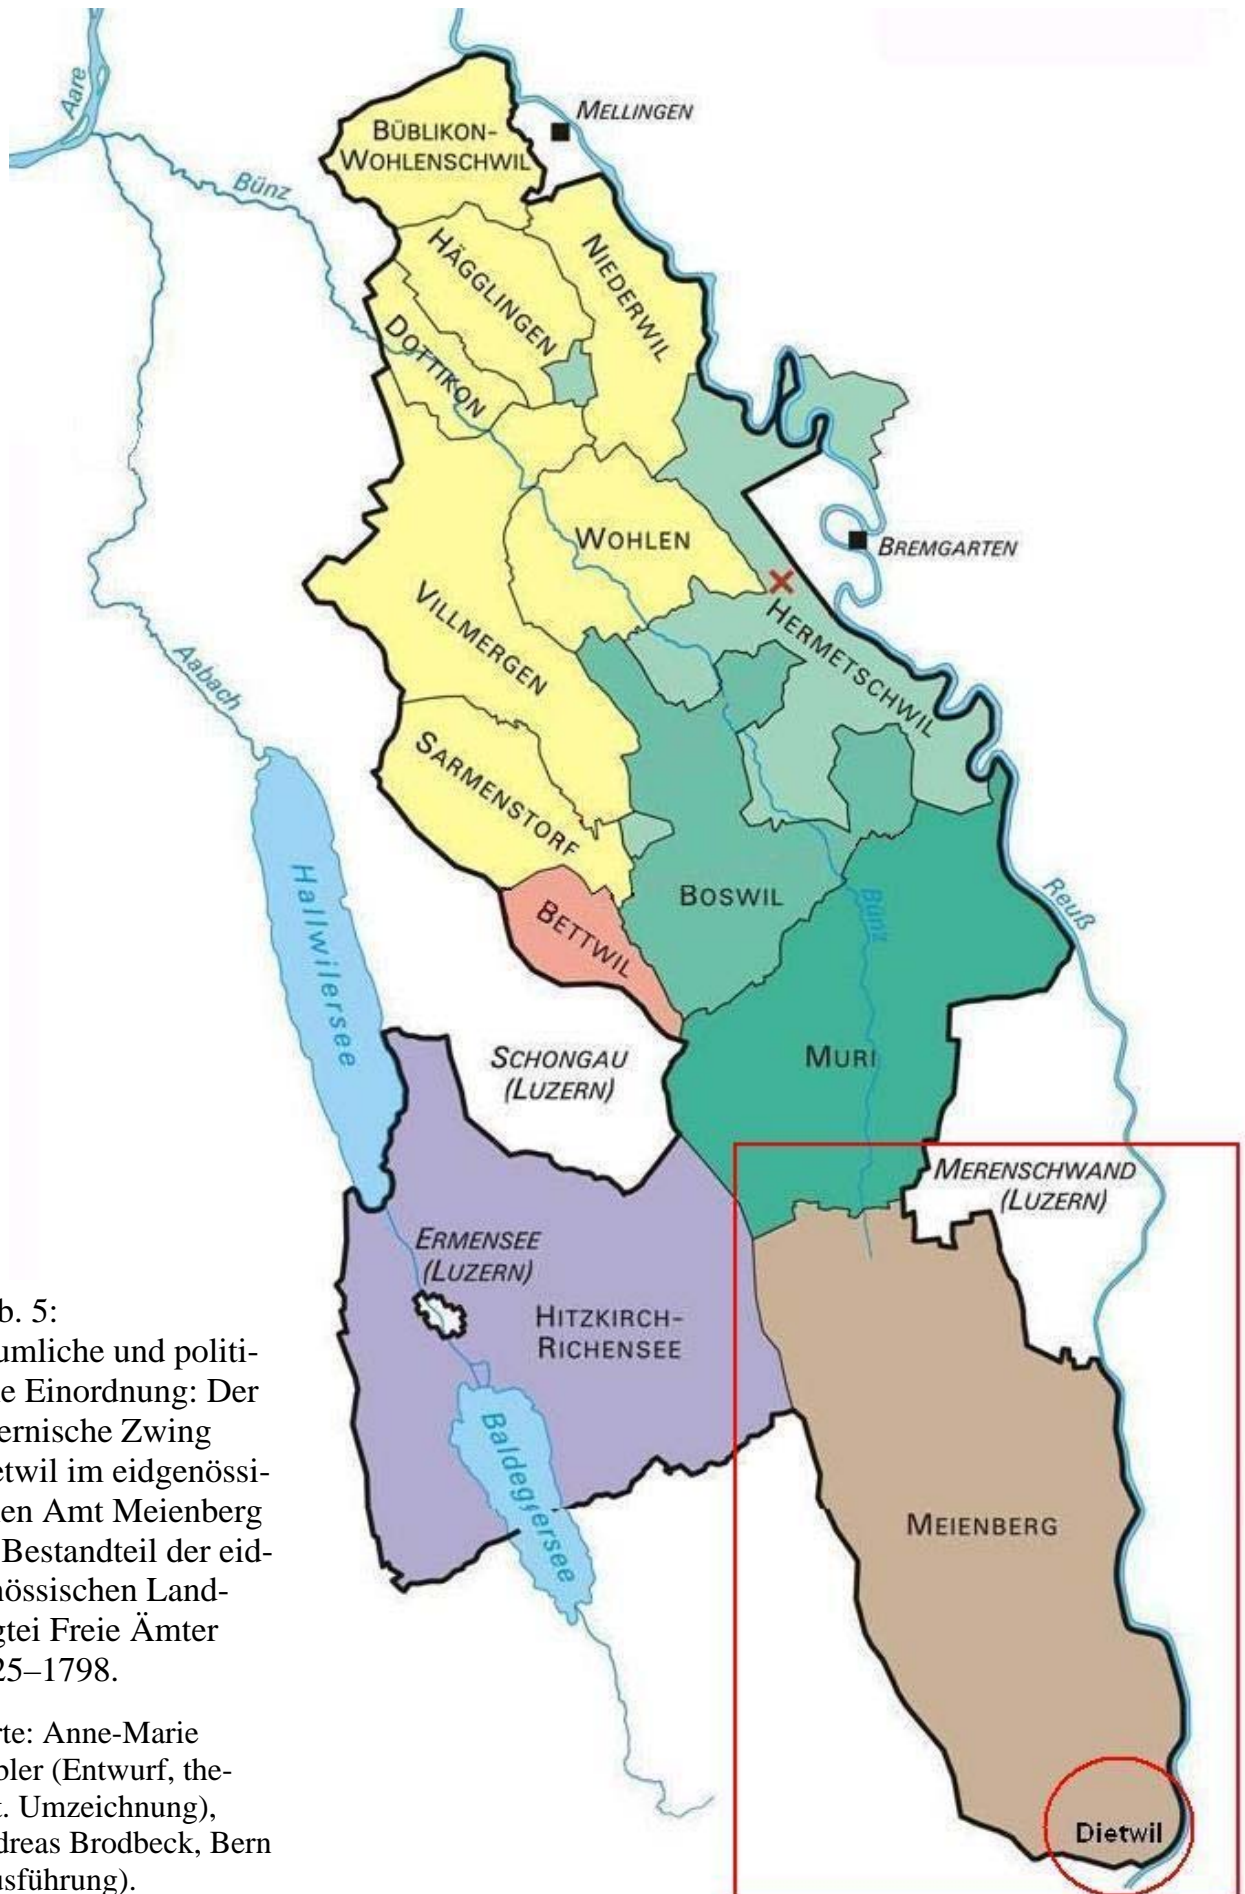 Aare
MELLINGEN
BÜBLIKON-
WOHLENSCHWIL
Bünz
HÄGGLINGEN
NIEDERWIL
DOTTIKON
WOHLEN
BREMGARTEN
VILLMERGEN
HERMETSCHWIL
Aabach
SARMENSTORF
Hallwilersee
BOSWIL
Bünz
Reuß
BETTWIL
SCHONGAU
(LUZERN)
MURI
MERENSCHWAND
(LUZERN)
ERMENSEE
(LUZERN)
HITZKIRCH-
RICHENSEE
Baldeggersee
MEIENBERG
Dietwil
b. 5:
umliche und politi-
e Einordnung: Der
ernische Zwing
etwil im eidgenössi-
en Amt Meienberg
Bestandteil der eid-
nössischen Land-
gtei Freie Ämter
25–1798.
rte: Anne-Marie
bler (Entwurf, the-
t. Umzeichnung),
dreas Brodbeck, Bern
usführung).